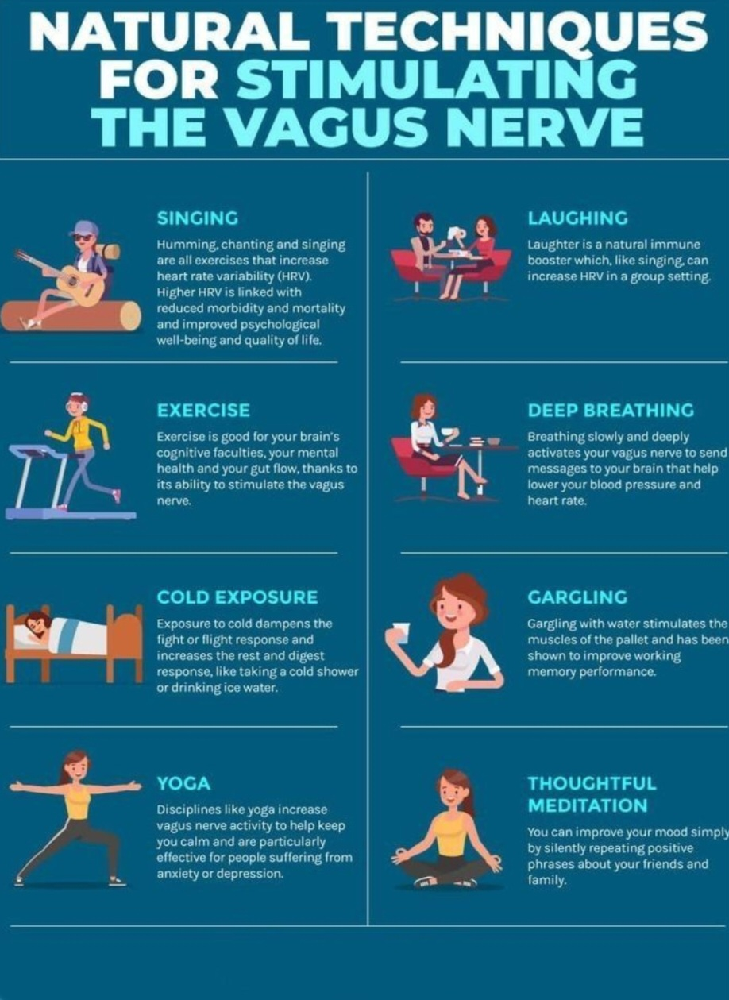 NATURAL TECHNIQUES
FOR STIMULATING
THE VAGUS NERVE
SINGING
Humming, chanting and singing
are all exercises that increase
heart rate variability (HRV).
Higher HRV is linked with
reduced morbidity and mortality
and improved psychological
well-being and quality of life.
LAUGHING
Laughter is a natural immune
booster which, like singing, can
increase HRV in a group setting.
EXERCISE
Exercise is good for your brain's
cognitive faculties, your mental
health and your gut flow, thanks to
its ability to stimulate the vagus
nerve.
DEEP BREATHING
Breathing slowly and deeply
activates your vagus nerve to send
messages to your brain that help
lower your blood pressure and
heart rate.
COLD EXPOSURE
Exposure to cold dampens the
fight or flight response and
increases the rest and digest
response, like taking a cold shower
or drinking ice water.
GARGLING
Gargling with water stimulates the
muscles of the pallet and has been
shown to improve working
memory performance.
YOGA
Disciplines like yoga increase
vagus nerve activity to help keep
you calm and are particularly
effective for people suffering from
anxiety or depression.
THOUGHTFUL
MEDITATION
You can improve your mood simply
by silently repeating positive
phrases about your friends and
family.